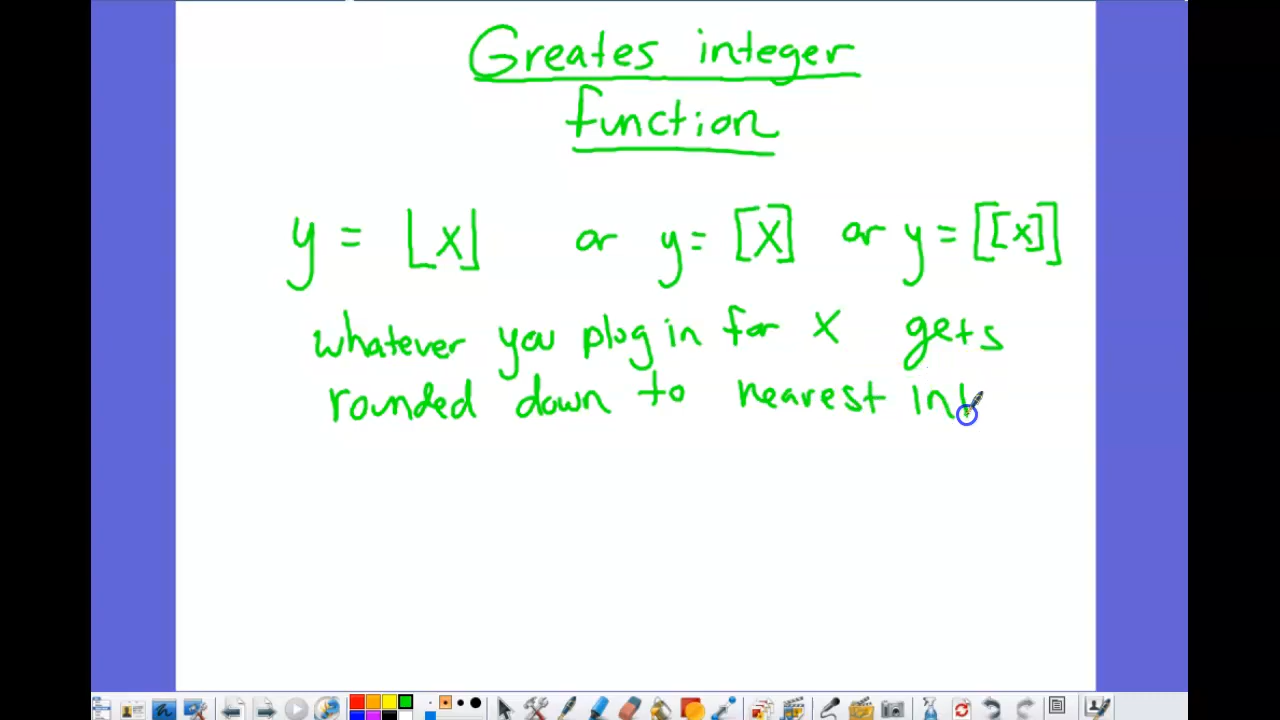 Greates integer
function
y = ⌊x⌋ or y = [x] or y = [[x]]
whatever you plug in for x gets
rounded down to nearest int